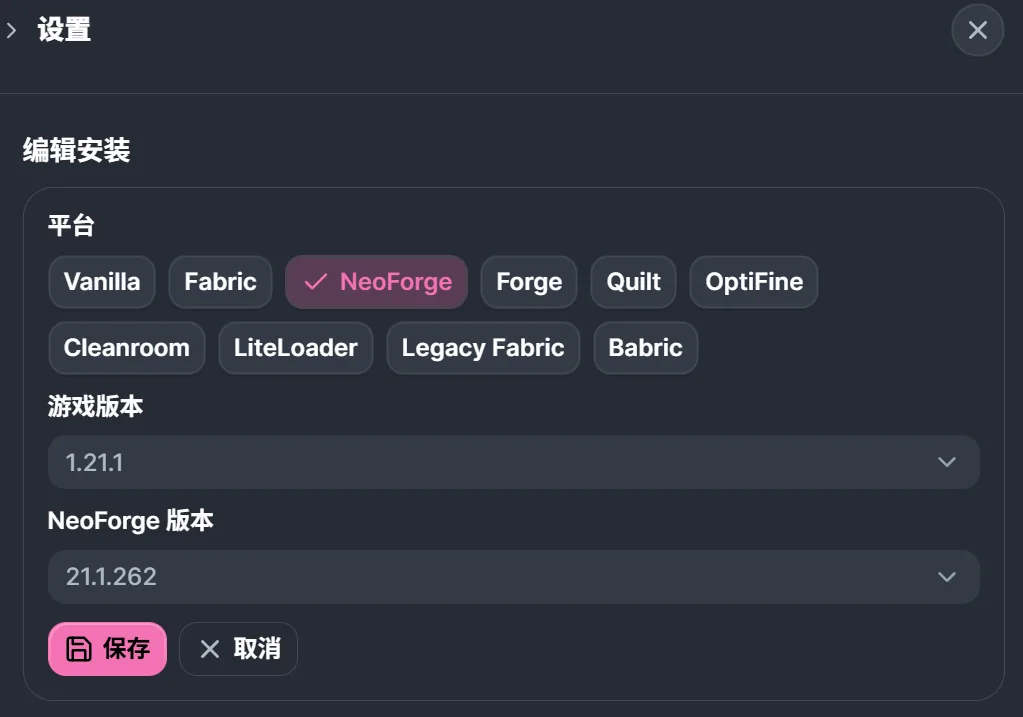 设置
编辑安装
平台
Vanilla Fabric NeoForge Forge Quilt OptiFine
Cleanroom LiteLoader Legacy Fabric Babric
游戏版本
1.21.1
NeoForge 版本
21.1.262
保存 取消